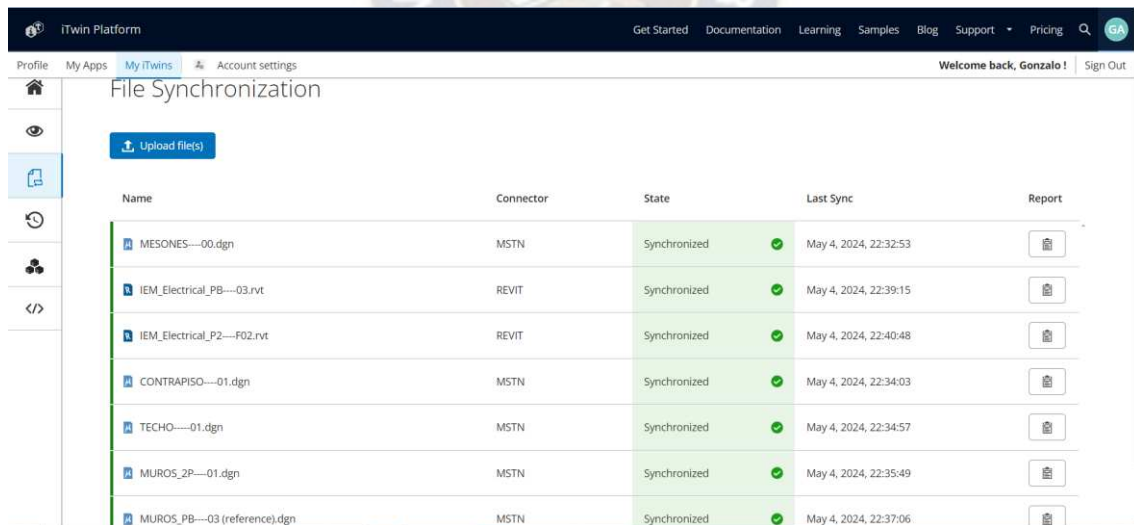 iTwin Platform Get Started Documentation Learning Samples Blog Support Pricing GA
Profile My Apps My iTwins Account settings Welcome back, Gonzalo ! Sign Out
File Synchronization
Upload file(s)
Name Connector State Last Sync Report
MESONES----00.dgn MSTN Synchronized May 4, 2024, 22:32:53
IEM_Electrical_PB----03.rvt REVIT Synchronized May 4, 2024, 22:39:15
IEM_Electrical_P2----F02.rvt REVIT Synchronized May 4, 2024, 22:40:48
CONTRAPISO----01.dgn MSTN Synchronized May 4, 2024, 22:34:03
TECHO-----01.dgn MSTN Synchronized May 4, 2024, 22:34:57
MUROS_2P----01.dgn MSTN Synchronized May 4, 2024, 22:35:49
MUROS_PB----03 (reference).dgn MSTN Synchronized May 4, 2024, 22:37:06